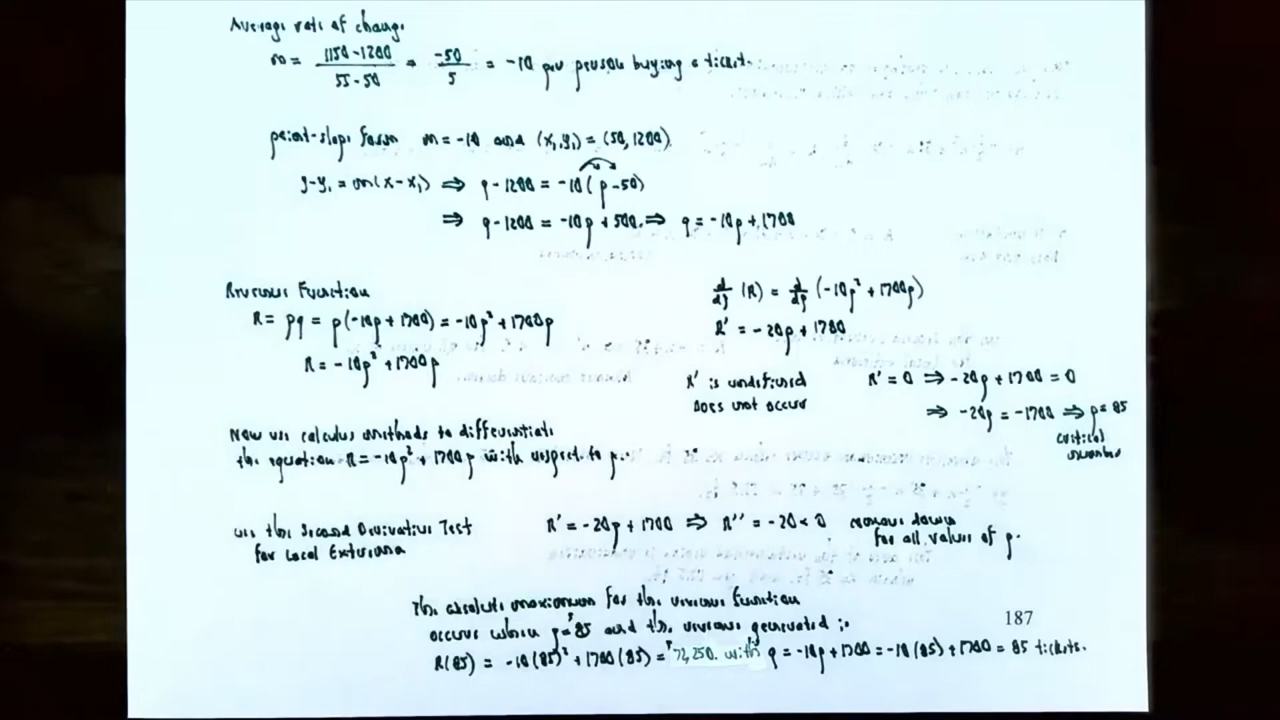 Average rate of change
m = (1150-1200)/(55-50) = -50/5 = -10 per person buying a ticket.
point-slope form m = -10 and (x₁,y₁) = (50,1200)
y-y₁ = m(x-x₁) ⇒ q-1200 = -10(p-50)
⇒ q-1200 = -10p + 500 ⇒ q = -10p + 1700
Revenue Function
R = pq = p(-10p + 1700) = -10p² + 1700p
R = -10p² + 1700p
d/dp (R) = d/dp (-10p² + 1700p)
R' = -20p + 1700
R' is undefined
Does not occur
R' = 0 ⇒ -20p + 1700 = 0
⇒ -20p = -1700 ⇒ p = 85
critical
number
Now use calculus methods to differentiate
the equation R = -10p² + 1700p with respect to p.
use the Second Derivative Test
for Local Extrema
R' = -20p + 1700 ⇒ R'' = -20 < 0 concave down
for all values of p.
The absolute maximum for the revenue function
occurs when p = $85 and the revenue generated is
187
R(85) = -10(85)² + 1700(85) = $72,250. with q = -10p + 1700 = -10(85) + 1700 = 85 tickets.